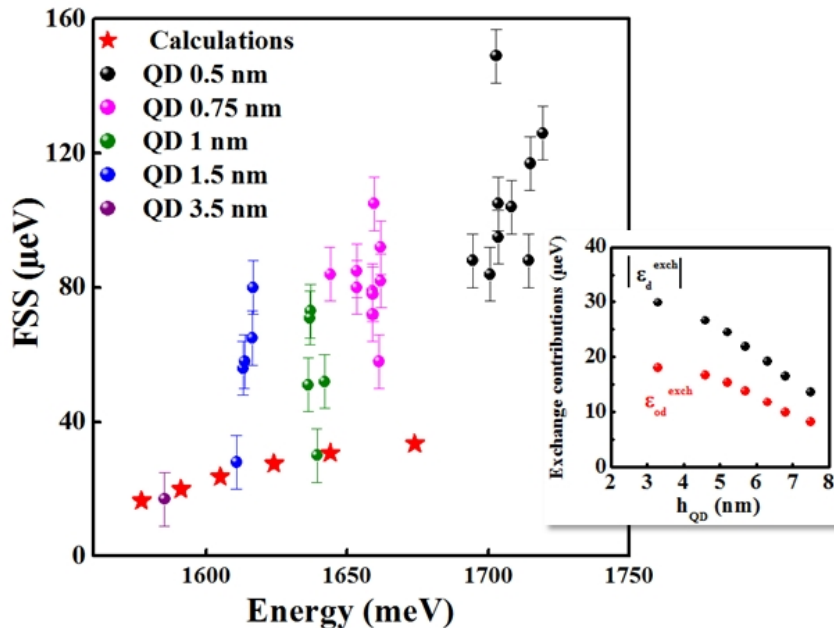 160
120
80
40
0
FSS (μeV)
Calculations
QD 0.5 nm
QD 0.75 nm
QD 1 nm
QD 1.5 nm
QD 3.5 nm
1600
1650
1700
1750
Energy (meV)
40
30
20
10
0
Exchange contributions (μeV)
|ε_d^exch|
ε_od^exch
2
3
4
5
6
7
8
h_QD (nm)